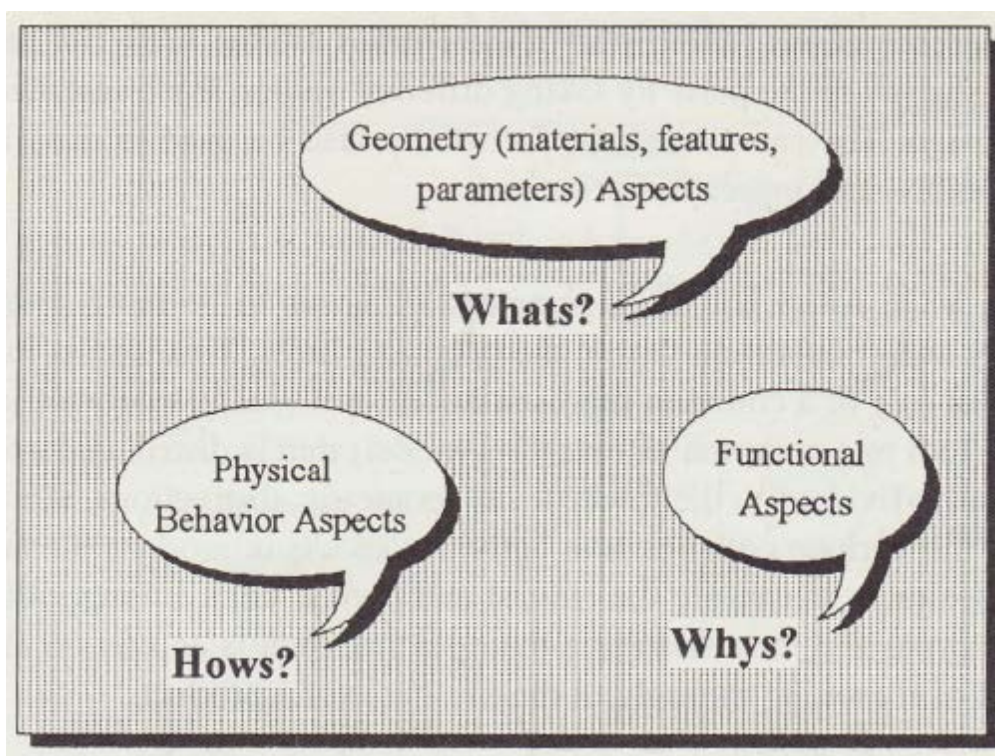 Geometry (materials, features,
parameters) Aspects
Whats?
Physical
Behavior Aspects
Hows?
Functional
Aspects
Whys?